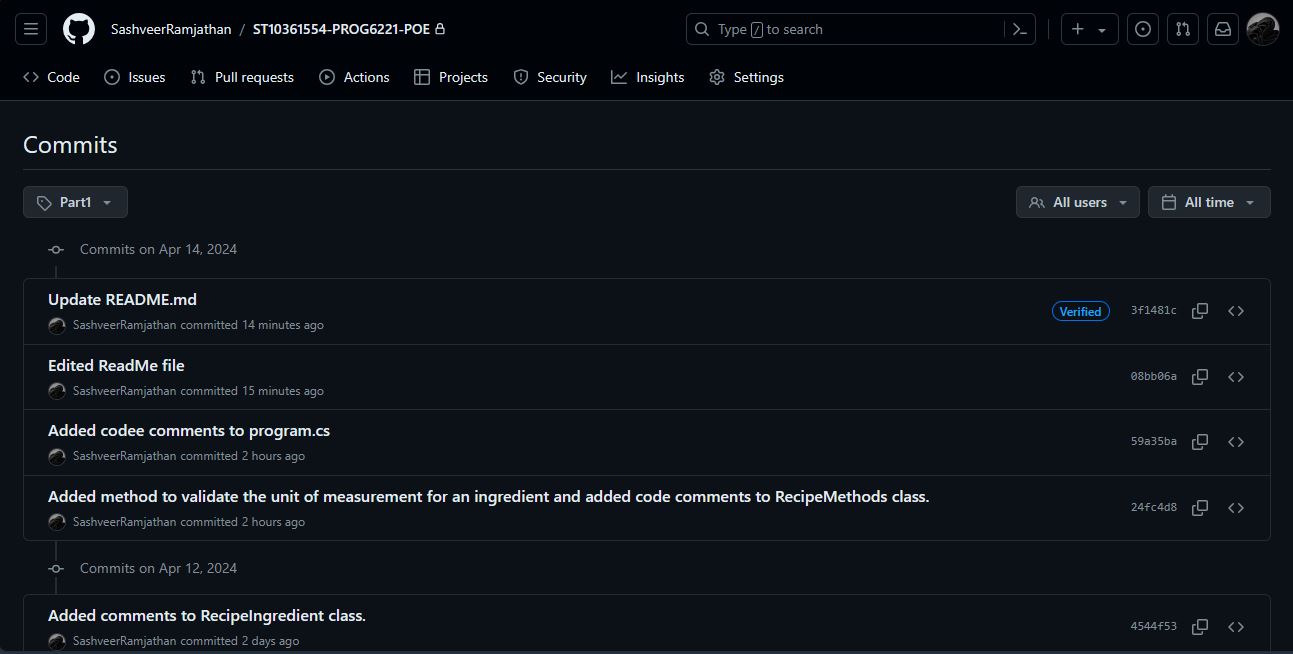 SashveerRamjathan / ST10361554-PROG6221-POE
Type / to search
Code Issues Pull requests Actions Projects Security Insights Settings
Commits
Part1
All users All time
Commits on Apr 14, 2024
Update README.md
SashveerRamjathan committed 14 minutes ago
Verified 3f1481c
Edited ReadMe file
SashveerRamjathan committed 15 minutes ago
08bb06a
Added codee comments to program.cs
SashveerRamjathan committed 2 hours ago
59a35ba
Added method to validate the unit of measurement for an ingredient and added code comments to RecipeMethods class.
SashveerRamjathan committed 2 hours ago
24fc4d8
Commits on Apr 12, 2024
Added comments to RecipeIngredient class.
SashveerRamjathan committed 2 days ago
4544f53